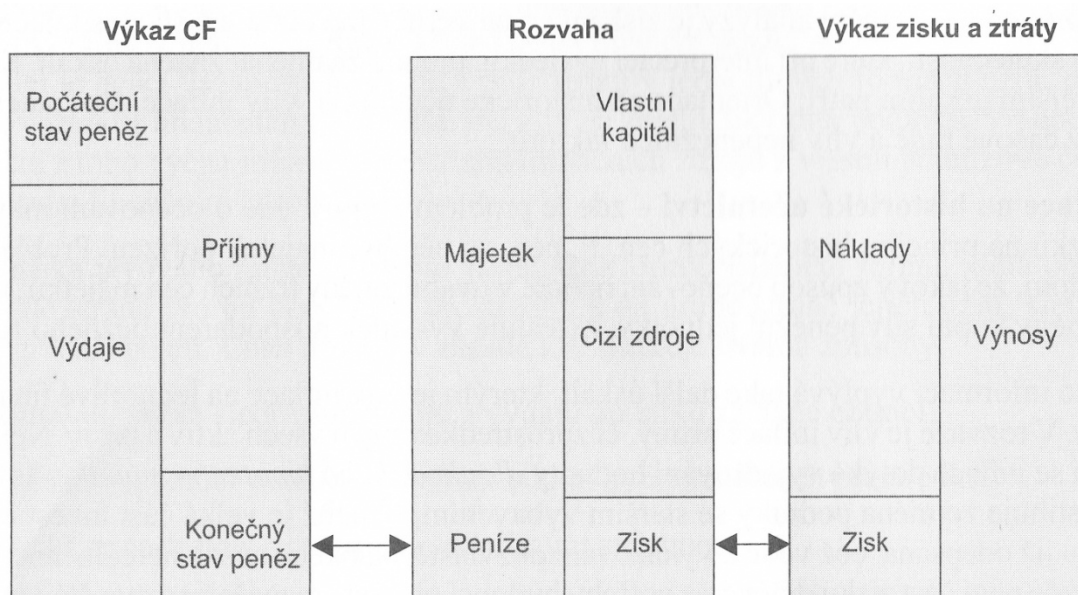 Výkaz CF
Rozvaha
Výkaz zisku a ztráty
Počáteční
stav peněz
Výdaje
Příjmy
Konečný
stav peněz
Majetek
Peníze
Vlastní
kapitál
Cizí zdroje
Zisk
Náklady
Zisk
Výnosy